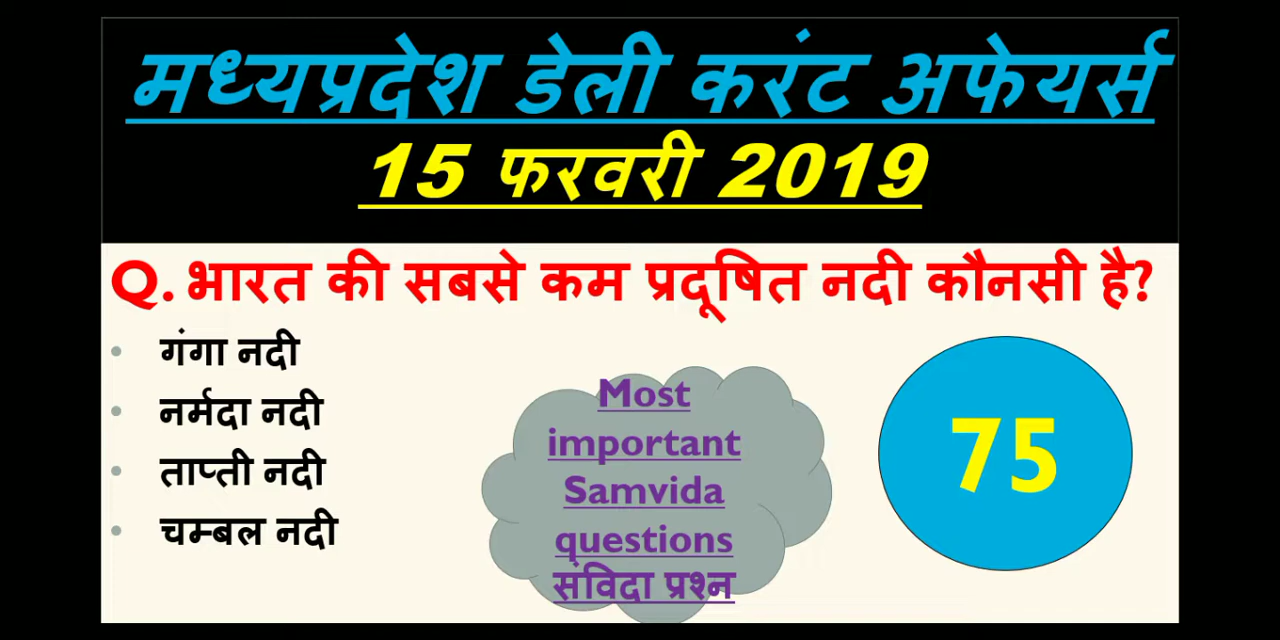 मध्यप्रदेश डेली करंट अफेयर्स
15 फरवरी 2019
Q. भारत की सबसे कम प्रदूषित नदी कौनसी है?
• गंगा नदी
• नर्मदा नदी
• ताप्ती नदी
• चम्बल नदी
Most
important
Samvida
questions
संविदा प्रश्न
75